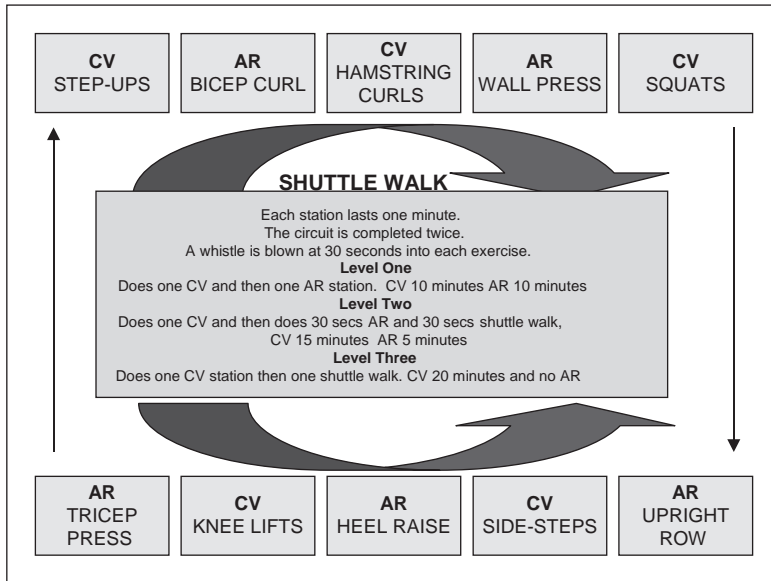 CV
STEP-UPS
AR
BICEP CURL
CV
HAMSTRING
CURLS
AR
WALL PRESS
CV
SQUATS
SHUTTLE WALK
Each station lasts one minute.
The circuit is completed twice.
A whistle is blown at 30 seconds into each exercise.
Level One
Does one CV and then one AR station. CV 10 minutes AR 10 minutes
Level Two
Does one CV and then does 30 secs AR and 30 secs shuttle walk,
CV 15 minutes AR 5 minutes
Level Three
Does one CV station then one shuttle walk. CV 20 minutes and no AR
AR
TRICEP
PRESS
CV
KNEE LIFTS
AR
HEEL RAISE
CV
SIDE-STEPS
AR
UPRIGHT
ROW